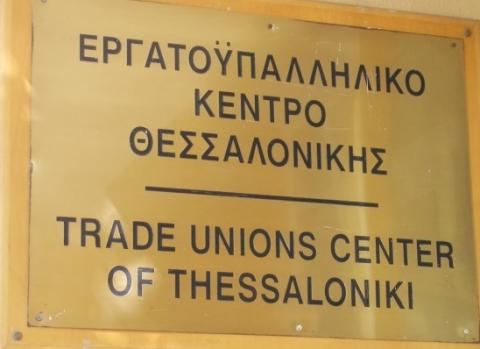 ΕΡΓΑΤΟΫΠΑΛΛΗΛΙΚΟ
ΚΕΝΤΡΟ
ΘΕΣΣΑΛΟΝΙΚΗΣ
TRADE UNIONS CENTER
OF THESSALONIKI